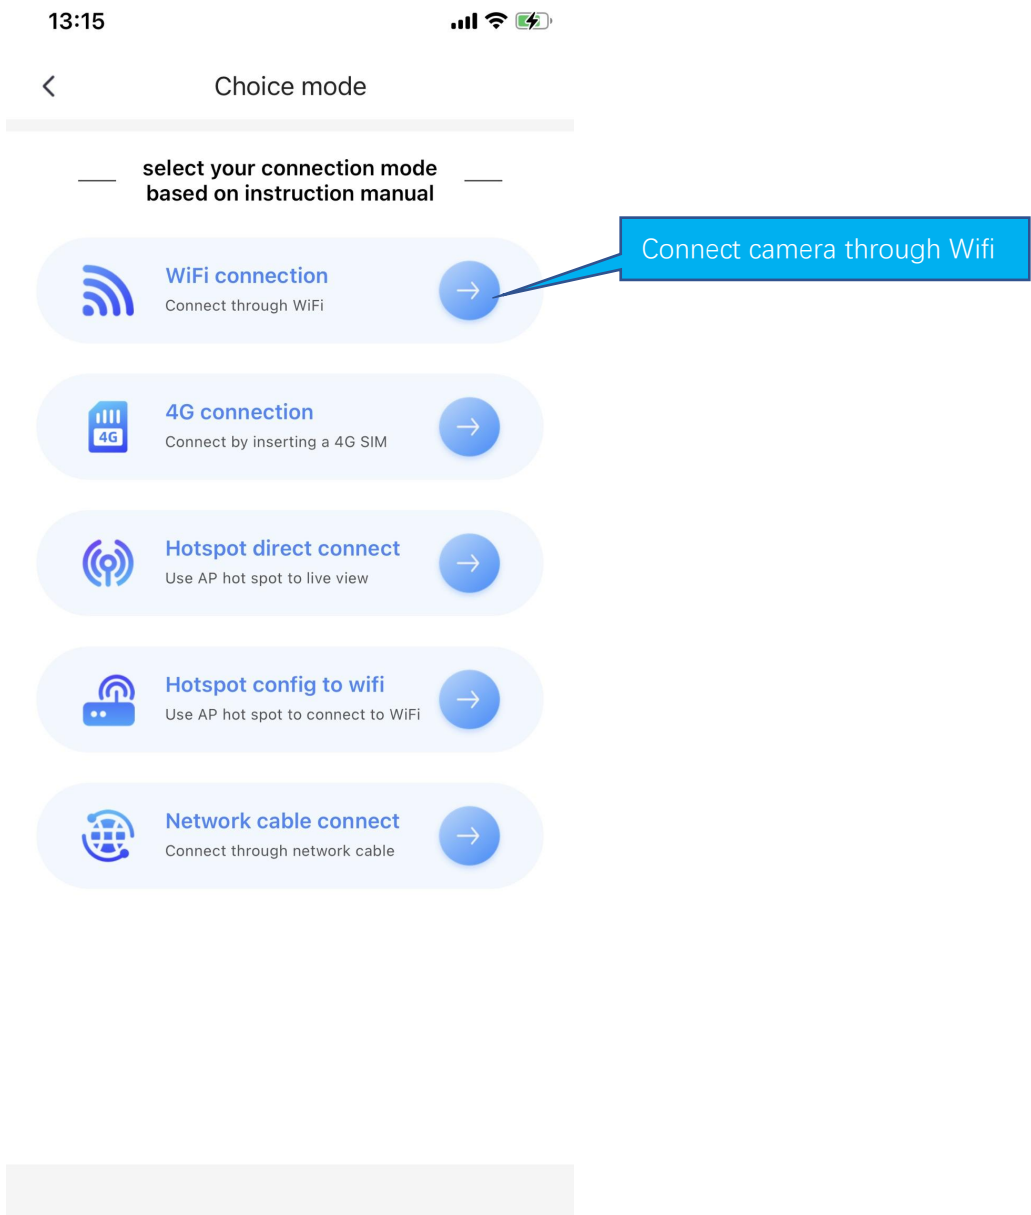 13:15
Choice mode
select your connection mode
based on instruction manual
Connect camera through Wifi
WiFi connection
Connect through WiFi
4G connection
4G
Connect by inserting a 4G SIM
Hotspot direct connect
Use AP hot spot to live view
Hotspot config to wifi
Use AP hot spot to connect to WiFi
Network cable connect
Connect through network cable